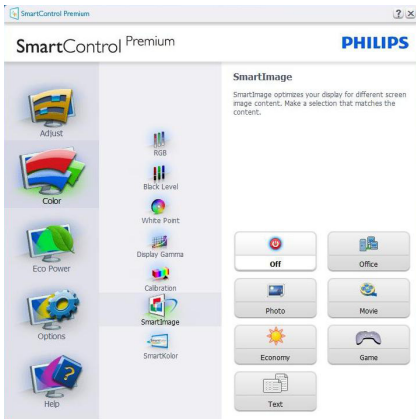 SmartControl Premium
SmartControl Premium
PHILIPS
Adjust
Color
Eco Power
Options
Help
RGB
Black Level
White Point
Display Gamma
Calibration
SmartImage
SmartKolor
SmartImage
SmartImage optimizes your display for different screen
image content. Make a selection that matches the
content.
Off
Office
Photo
Movie
Economy
Game
Text